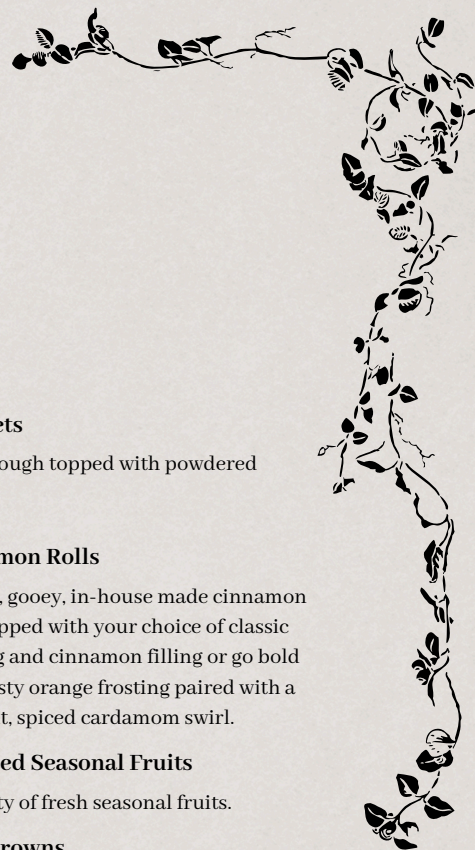 ets
ough topped with powdered
mon Rolls
, gooey, in-house made cinnamon
pped with your choice of classic
g and cinnamon filling or go bold
sty orange frosting paired with a
t, spiced cardamom swirl.
ed Seasonal Fruits
ty of fresh seasonal fruits.
rowns